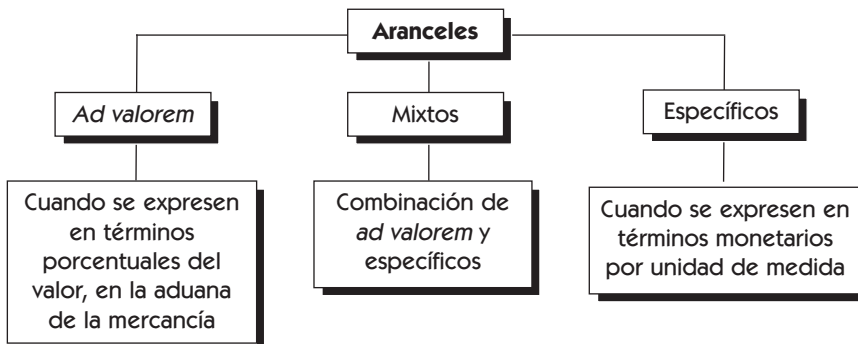 Aranceles
Ad valorem
Mixtos
Específicos
Cuando se expresen
en términos
porcentuales del
valor, en la aduana
de la mercancía
Combinación de
ad valorem y
específicos
Cuando se expresen en
términos monetarios
por unidad de medida